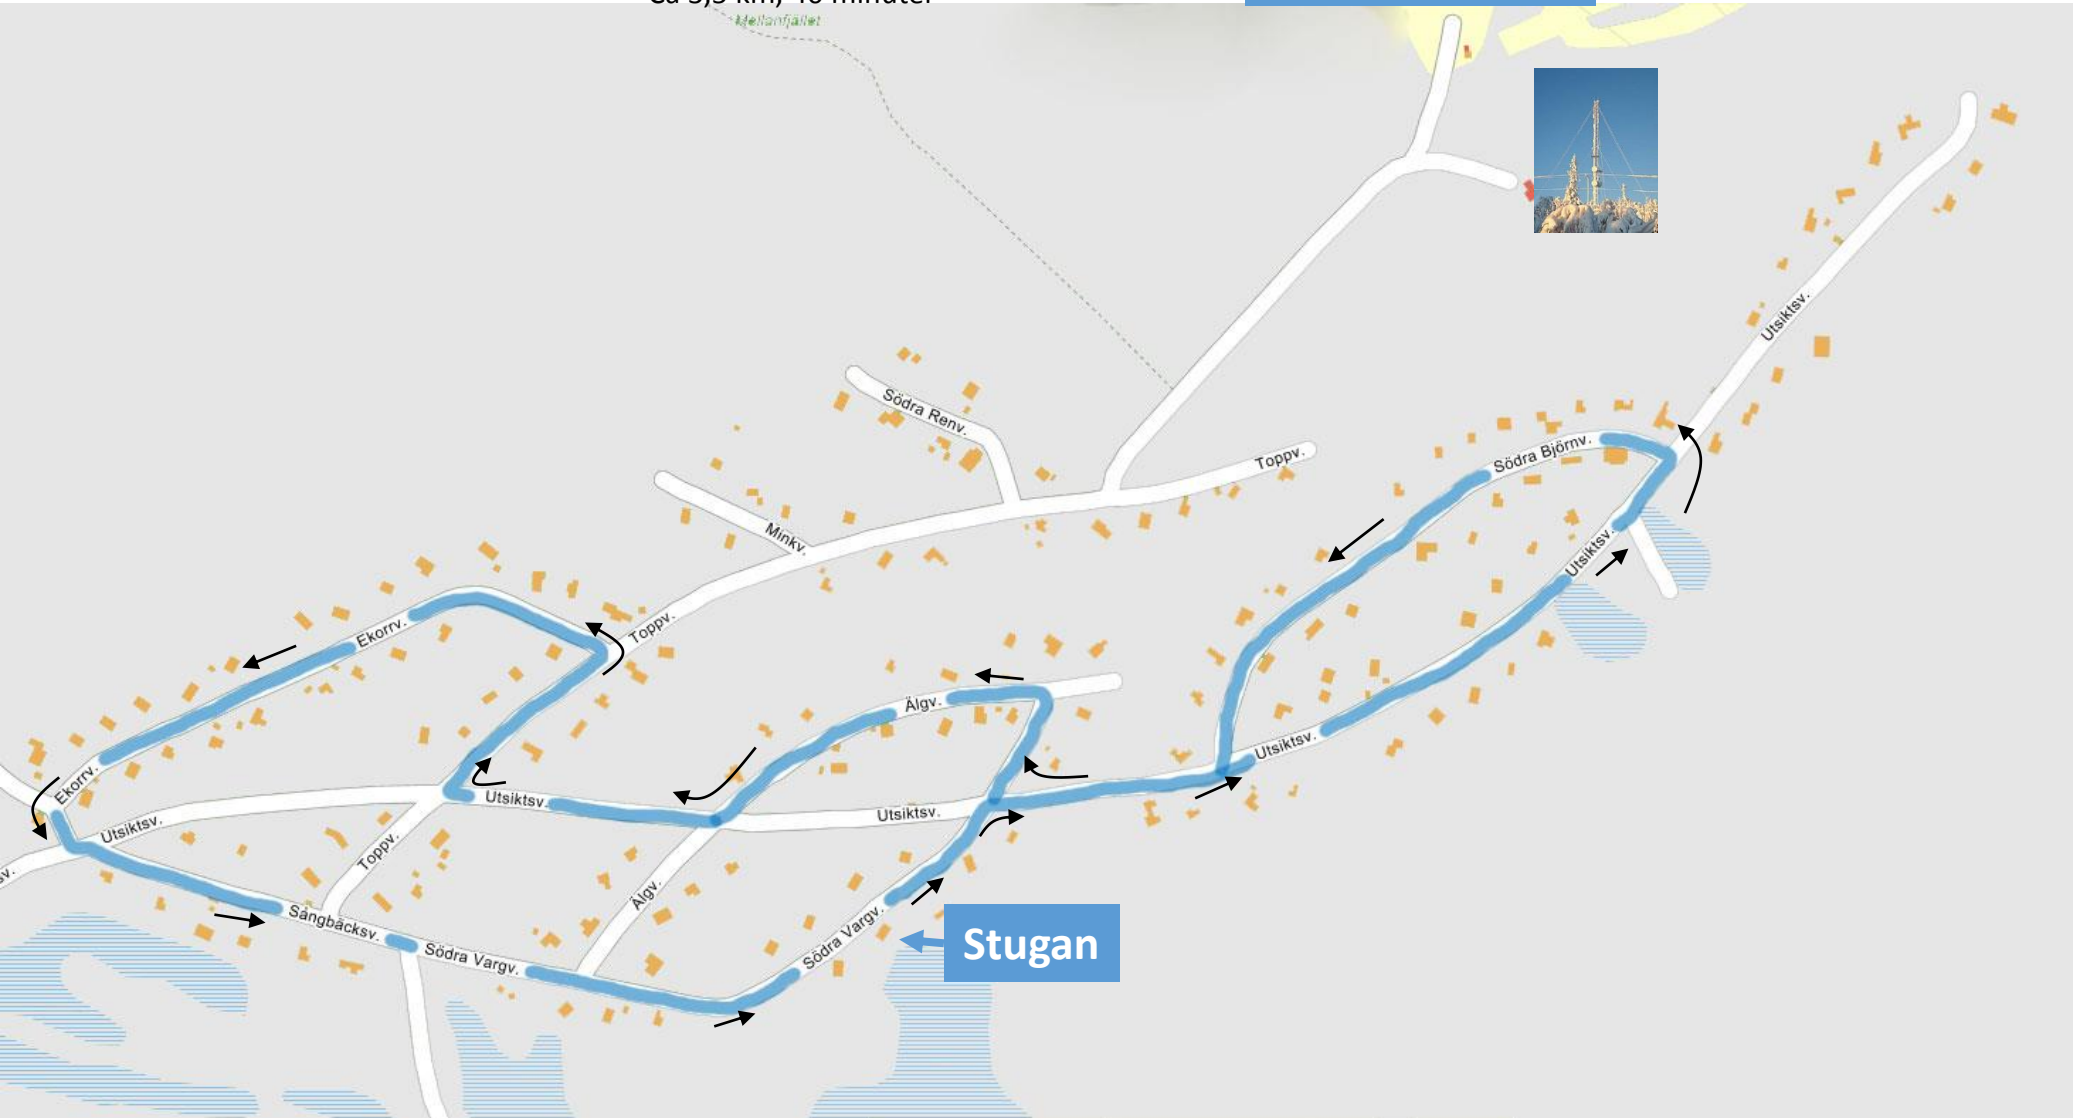 Mellanfjället
Södra Renv.
Toppv.
Minkv.
Södra Björnv.
Utsiktsv.
Utsiktsv.
Toppv.
Ekorrv.
Älgv.
Utsiktsv.
Ekorrv.
Utsiktsv.
Utsiktsv.
Utsiktsv.
Toppv.
Älgv.
Sångbäcksv.
Södra Vargv.
Södra Vargv.
Stugan